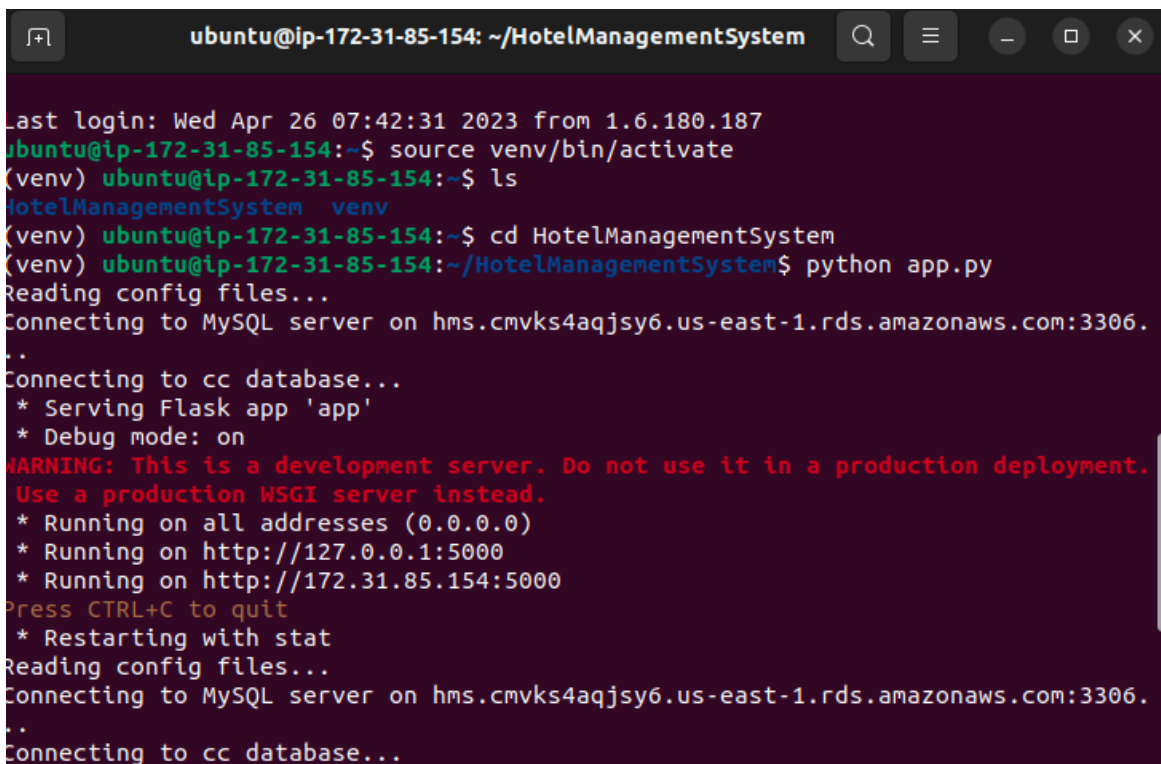 ubuntu@ip-172-31-85-154: ~/HotelManagementSystem
Last login: Wed Apr 26 07:42:31 2023 from 1.6.180.187
ubuntu@ip-172-31-85-154:~$ source venv/bin/activate
(venv) ubuntu@ip-172-31-85-154:~$ ls
HotelManagementSystem  venv
(venv) ubuntu@ip-172-31-85-154:~$ cd HotelManagementSystem
(venv) ubuntu@ip-172-31-85-154:~/HotelManagementSystem$ python app.py
Reading config files...
Connecting to MySQL server on hms.cmvks4aqjsy6.us-east-1.rds.amazonaws.com:3306.
..
Connecting to cc database...
 * Serving Flask app 'app'
 * Debug mode: on
WARNING: This is a development server. Do not use it in a production deployment.
 Use a production WSGI server instead.
 * Running on all addresses (0.0.0.0)
 * Running on http://127.0.0.1:5000
 * Running on http://172.31.85.154:5000
Press CTRL+C to quit
 * Restarting with stat
Reading config files...
Connecting to MySQL server on hms.cmvks4aqjsy6.us-east-1.rds.amazonaws.com:3306.
..
Connecting to cc database...